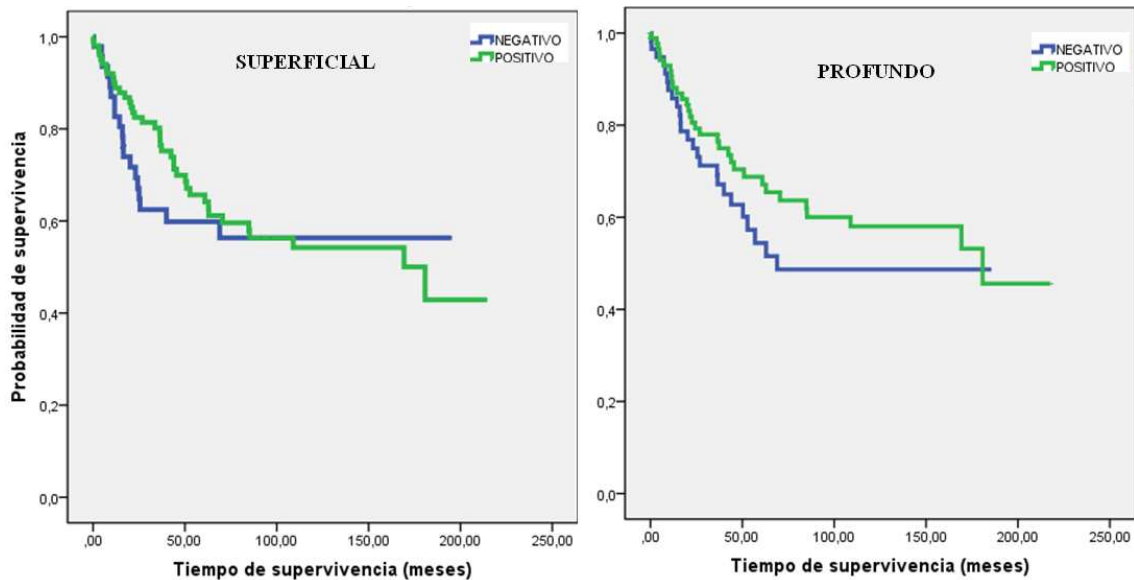 SUPERFICIAL
NEGATIVO
POSITIVO
Probabilidad de supervivencia
1,0
0,8
0,6
0,4
0,2
0,0
,00
50,00
100,00
150,00
200,00
250,00
Tiempo de supervivencia (meses)
PROFUNDO
NEGATIVO
POSITIVO
1,0
0,8
0,6
0,4
0,2
0,0
,00
50,00
100,00
150,00
200,00
250,00
Tiempo de supervivencia (meses)